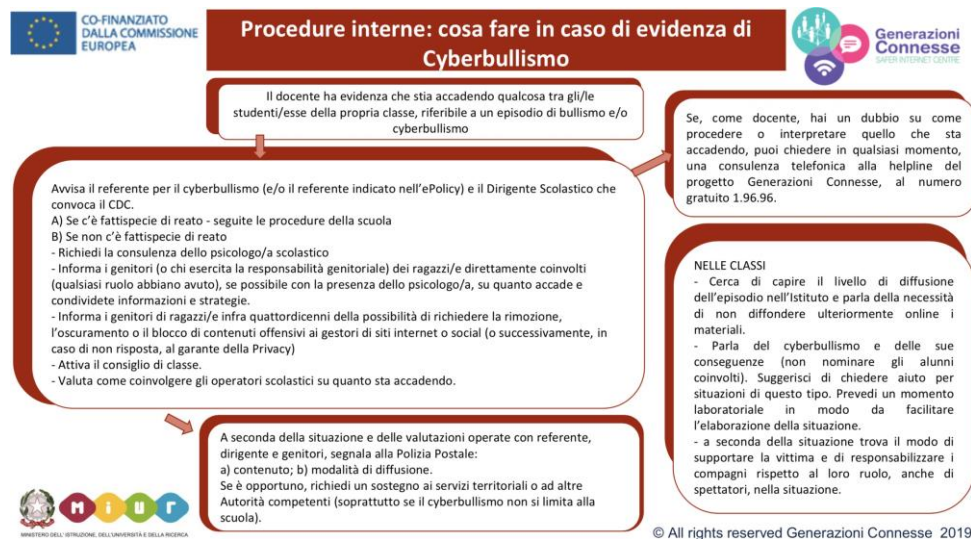 CO-FINANZIATO
DALLA COMMISSIONE
EUROPEA
Procedure interne: cosa fare in caso di evidenza di
Cyberbullismo
Generazioni
Connesse
SAFER INTERNET CENTRE
Il docente ha evidenza che stia accadendo qualcosa tra gli/le
studenti/esse della propria classe, riferibile a un episodio di bullismo e/o
cyberbullismo
Se, come docente, hai un dubbio su come
procedere o interpretare quello che sta
accadendo, puoi chiedere in qualsiasi momento,
una consulenza telefonica alla helpline del
progetto Generazioni Connesse, al numero
gratuito 1.96.96.
Avvisa il referente per il cyberbullismo (e/o il referente indicato nell'ePolicy) e il Dirigente Scolastico che
convoca il CDC.
A) Se c'è fattispecie di reato - seguite le procedure della scuola
B) Se non c'è fattispecie di reato
- Richiedi la consulenza dello psicologo/a scolastico
- Informa i genitori (o chi esercita la responsabilità genitoriale) dei ragazzi/e direttamente coinvolti
(qualsiasi ruolo abbiano avuto), se possibile con la presenza dello psicologo/a, su quanto accade e
condividete informazioni e strategie.
- Informa i genitori di ragazzi/e infra quattordicenni della possibilità di richiedere la rimozione,
l'oscuramento o il blocco di contenuti offensivi ai gestori di siti internet o social (o successivamente, in
caso di non risposta, al garante della Privacy)
- Attiva il consiglio di classe.
- Valuta come coinvolgere gli operatori scolastici su quanto sta accadendo.
NELLE CLASSI
- Cerca di capire il livello di diffusione
dell'episodio nell'Istituto e parla della necessità
di non diffondere ulteriormente online i
materiali.
- Parla del cyberbullismo e delle sue
conseguenze (non nominare gli alunni
coinvolti). Suggerisci di chiedere aiuto per
situazioni di questo tipo. Prevedi un momento
laboratoriale in modo da facilitare
l'elaborazione della situazione.
- a seconda della situazione trova il modo di
supportare la vittima e di responsabilizzare i
compagni rispetto al loro ruolo, anche di
spettatori, nella situazione.
A seconda della situazione e delle valutazioni operate con referente,
dirigente e genitori, segnala alla Polizia Postale:
a) contenuto; b) modalità di diffusione.
Se è opportuno, richiedi un sostegno ai servizi territoriali o ad altre
Autorità competenti (soprattutto se il cyberbullismo non si limita alla
scuola).
MIUR
MINISTERO DELL' ISTRUZIONE, DELL'UNIVERSITÀ E DELLA RICERCA
© All rights reserved Generazioni Connesse 2019